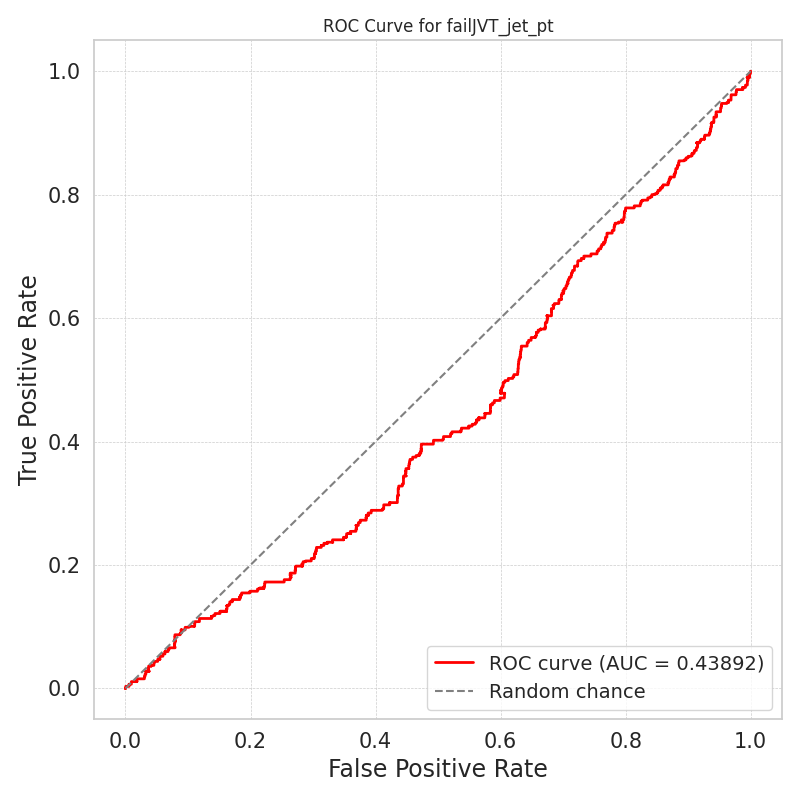 ROC Curve for failJVT_jet_pt
True Positive Rate
1.0
0.8
0.6
0.4
0.2
0.0
ROC curve (AUC = 0.43892)
Random chance
0.0 0.2 0.4 0.6 0.8 1.0
False Positive Rate